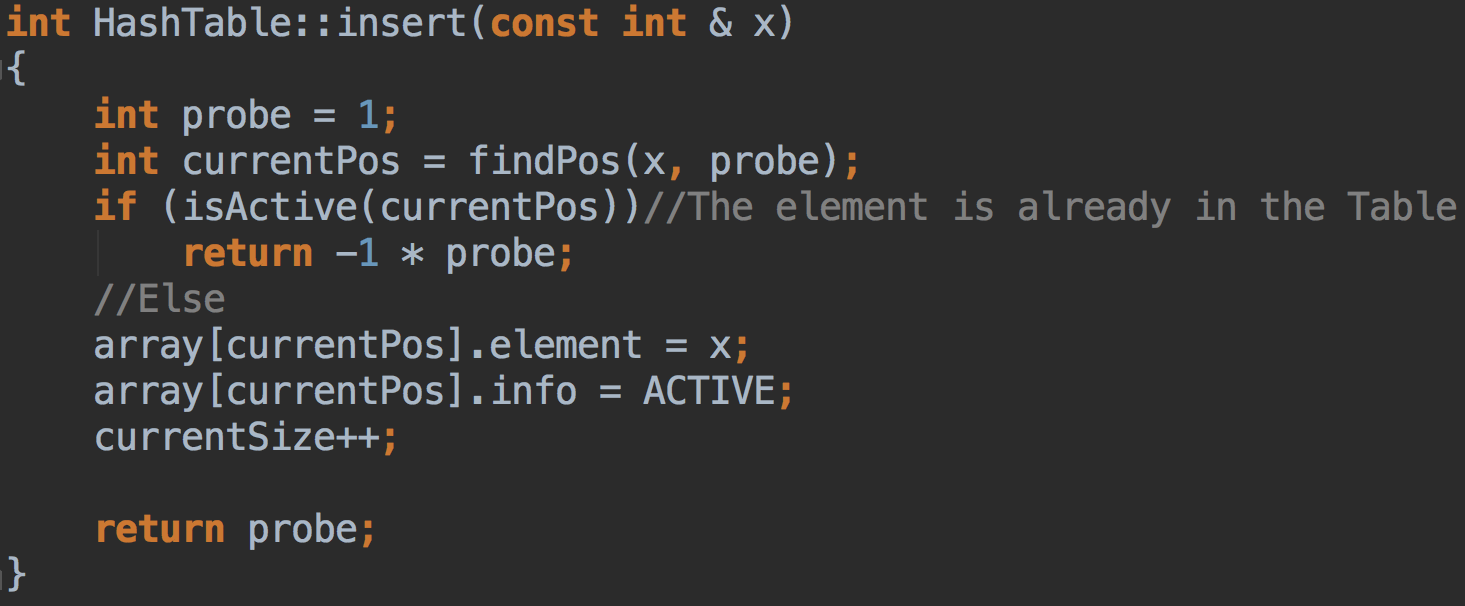 int HashTable::insert(const int & x)
{
int probe = 1;
int currentPos = findPos(x, probe);
if (isActive(currentPos))//The element is already in the Table
return -1 * probe;
//Else
array[currentPos].element = x;
array[currentPos].info = ACTIVE;
currentSize++;
return probe;
}